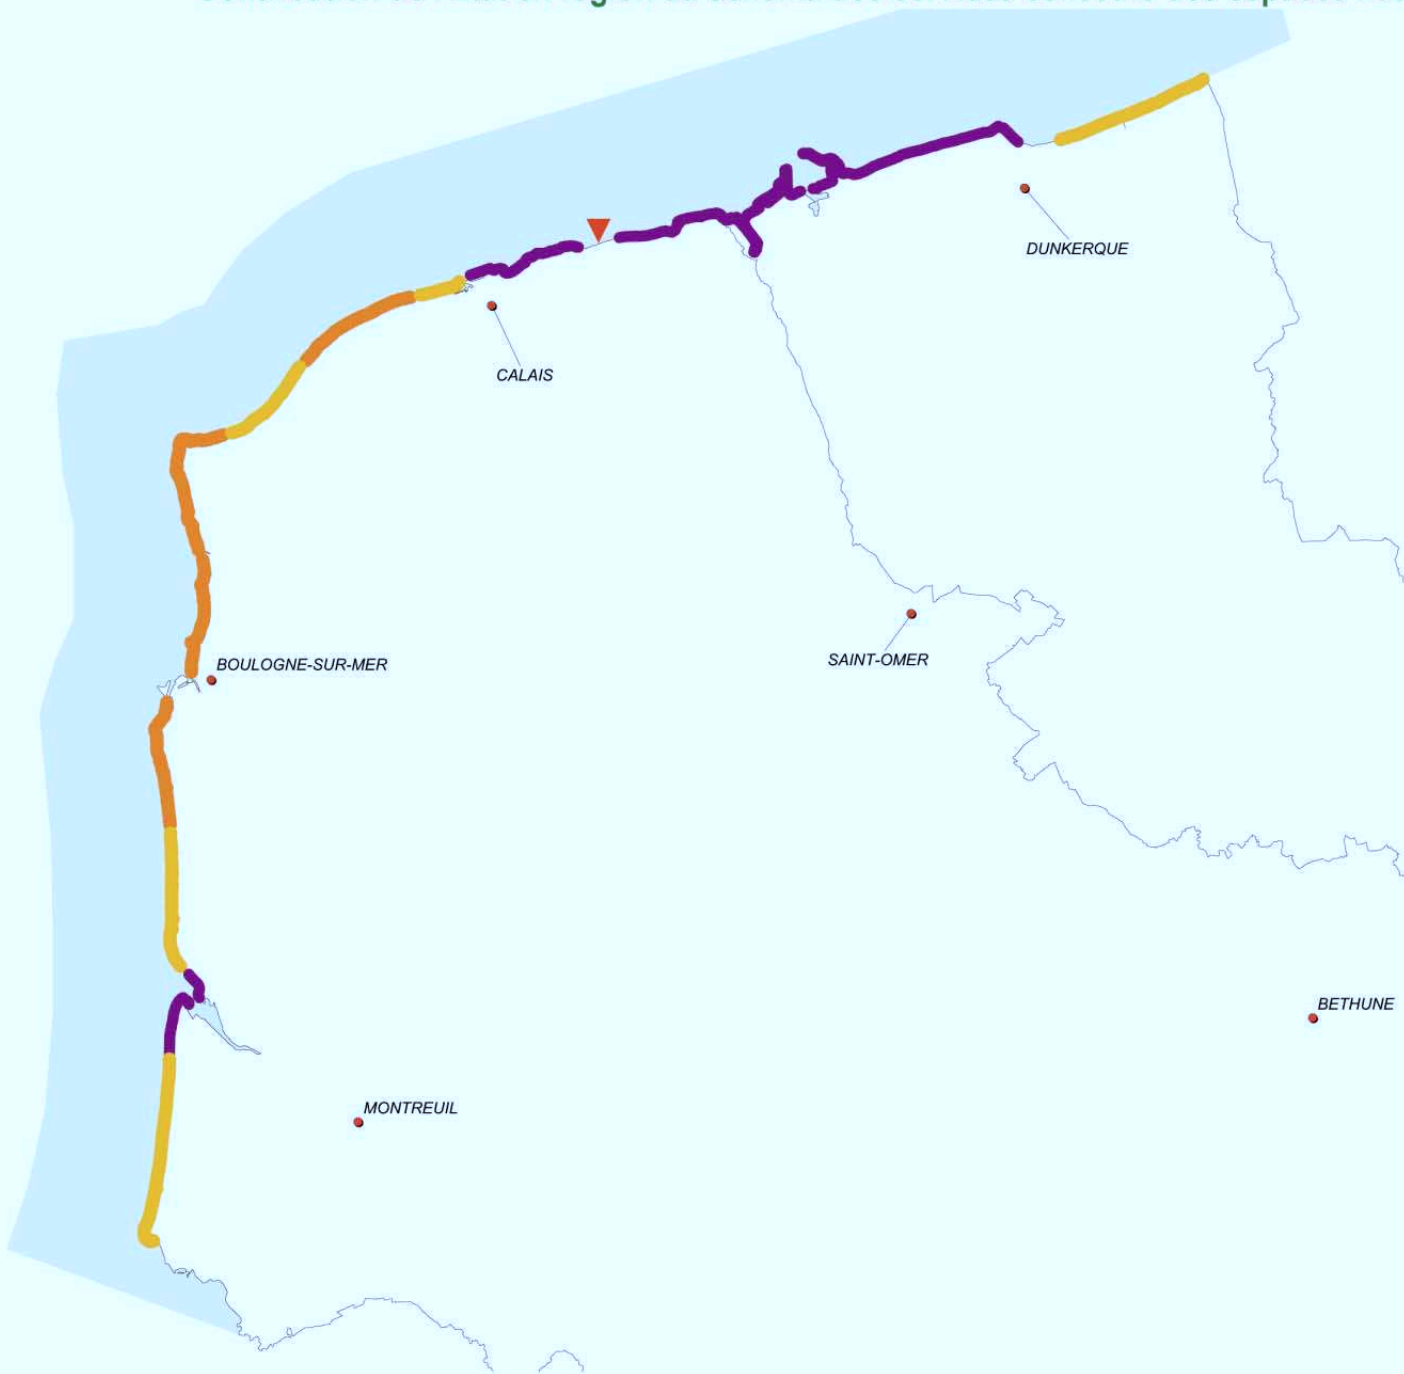 DUNKERQUE
CALAIS
BOULOGNE-SUR-MER
SAINT-OMER
BETHUNE
MONTREUIL